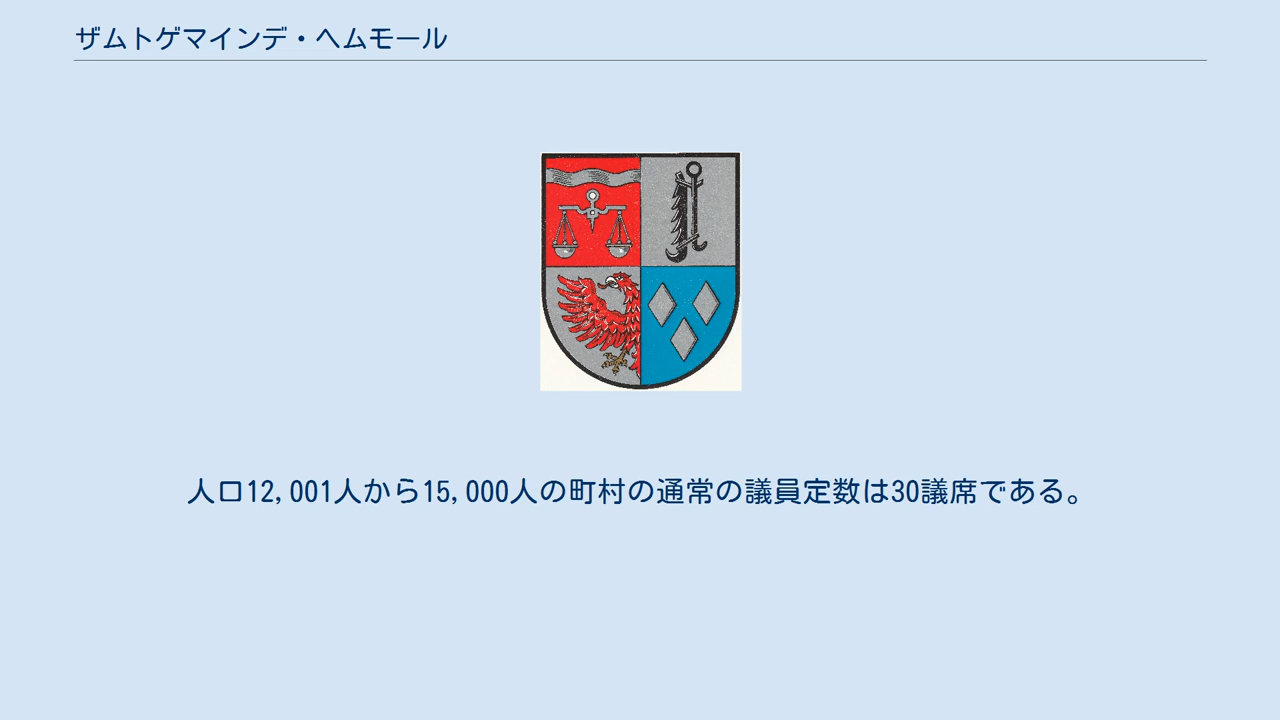 ザムトゲマインデ・ヘムモール
人口12,001人から15,000人の町村の通常の議員定数は30議席である。